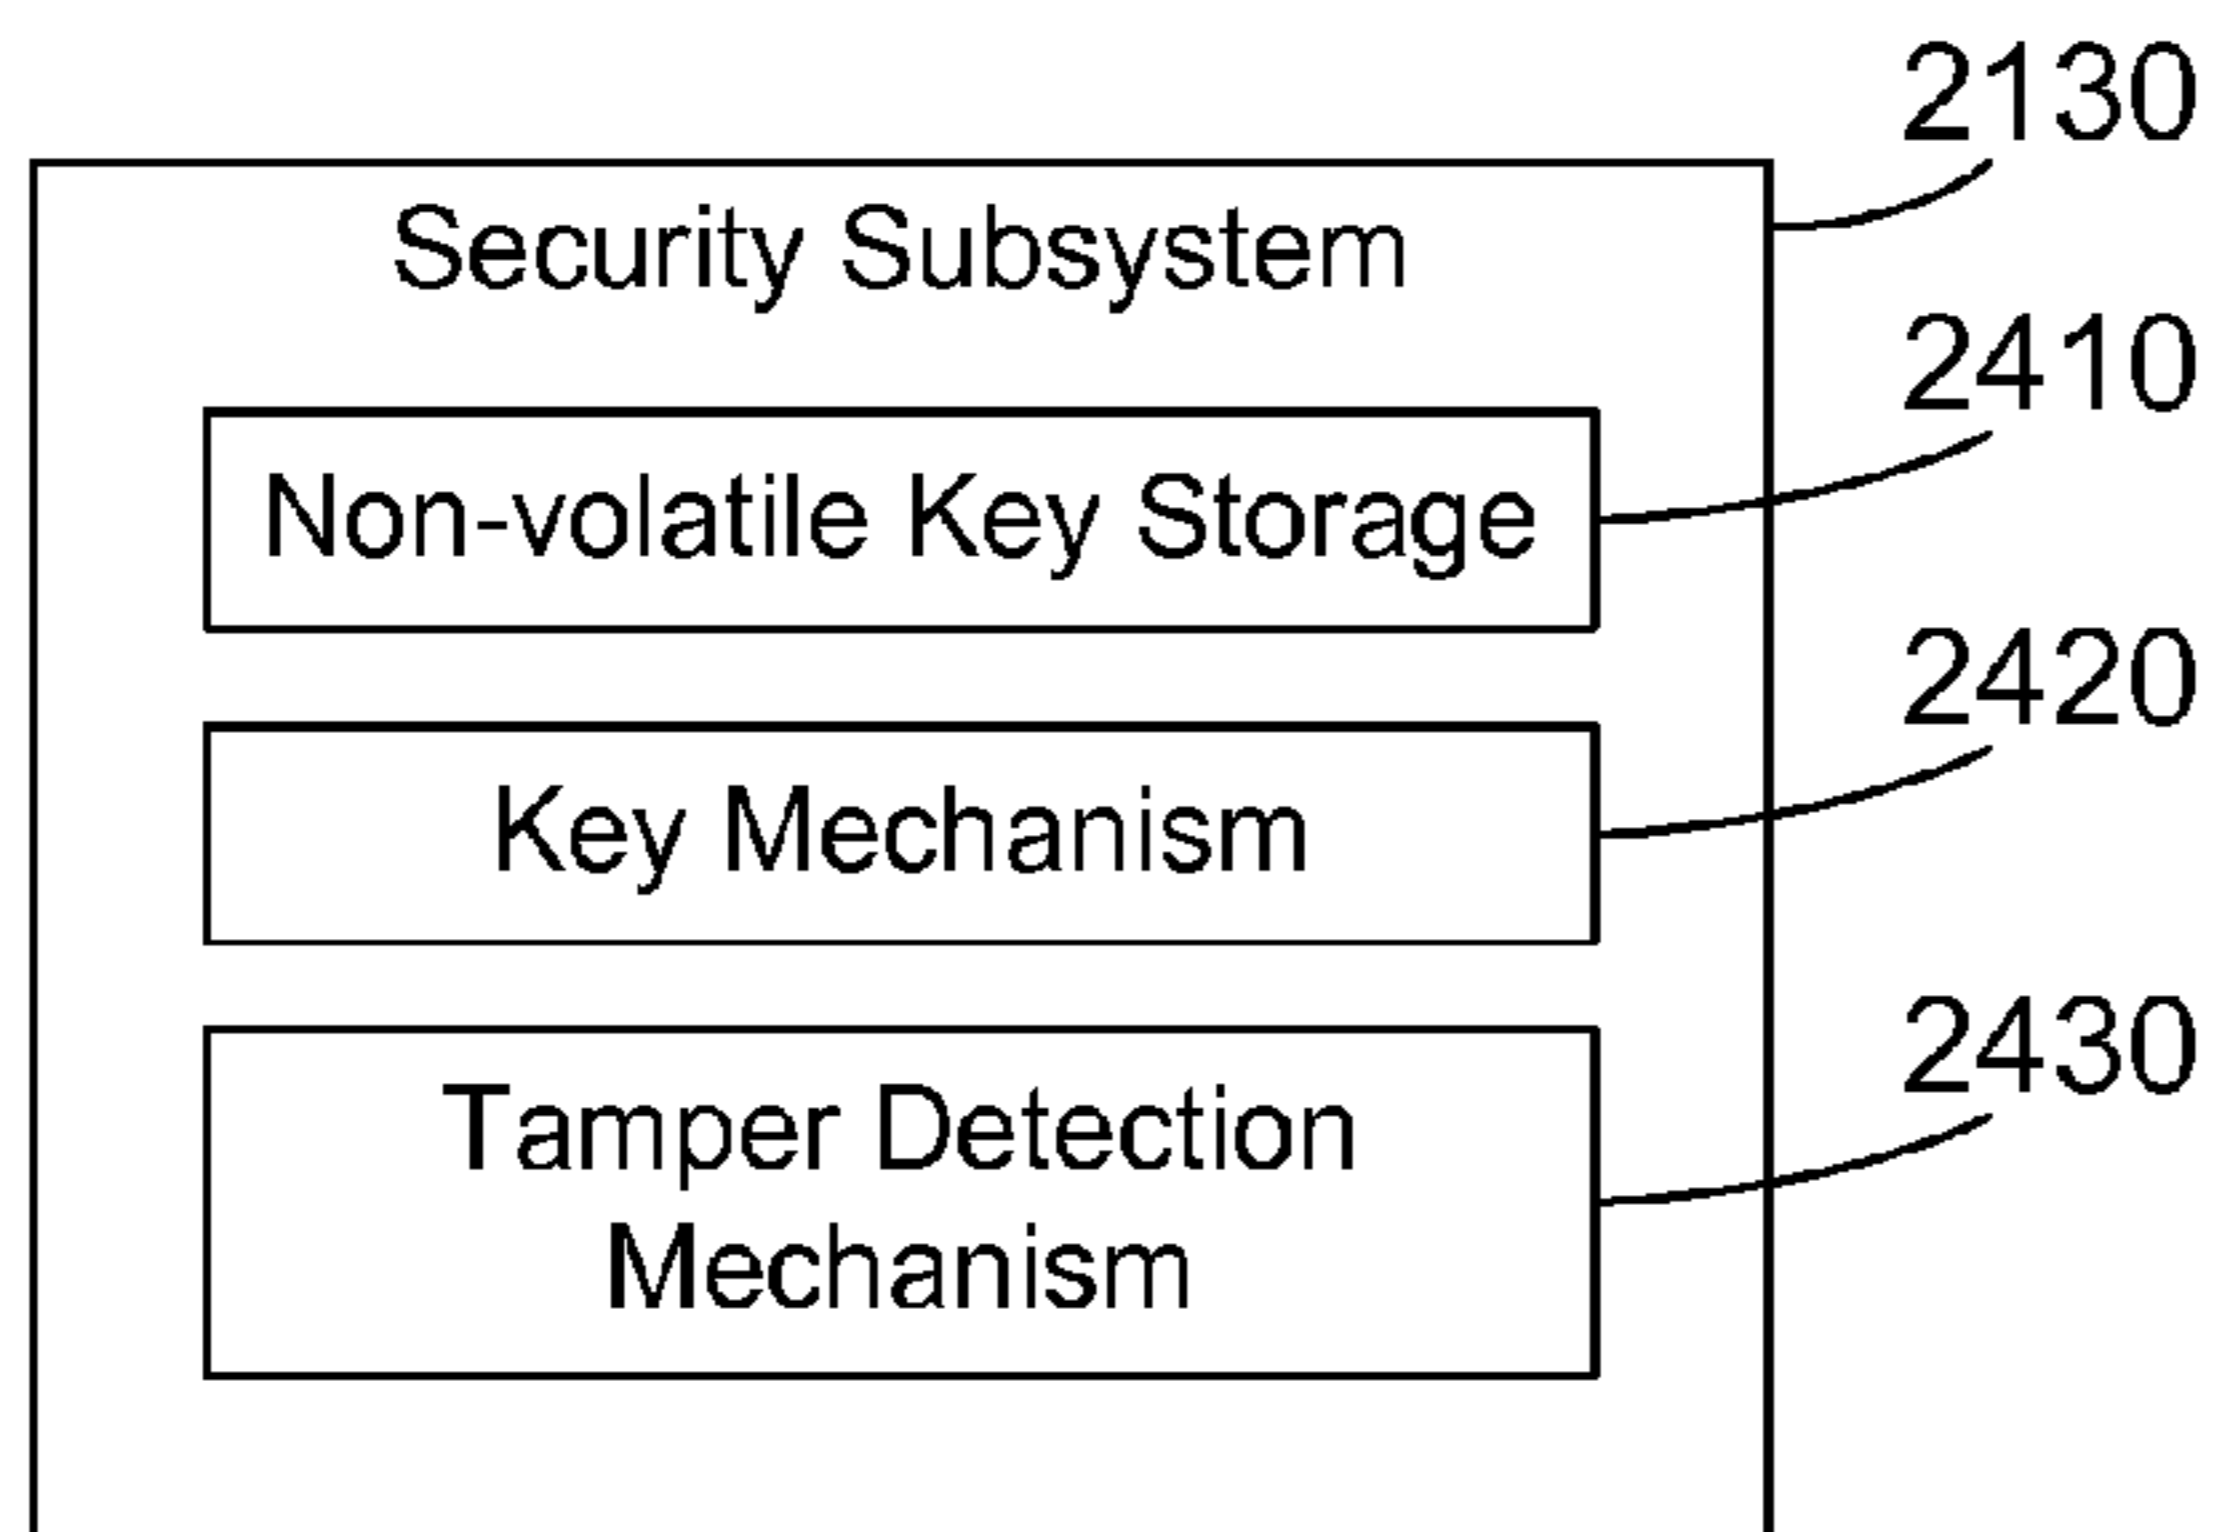 2130
Security Subsystem
2410
Non-volatile Key Storage
2420
Key Mechanism
2430
Tamper Detection
Mechanism